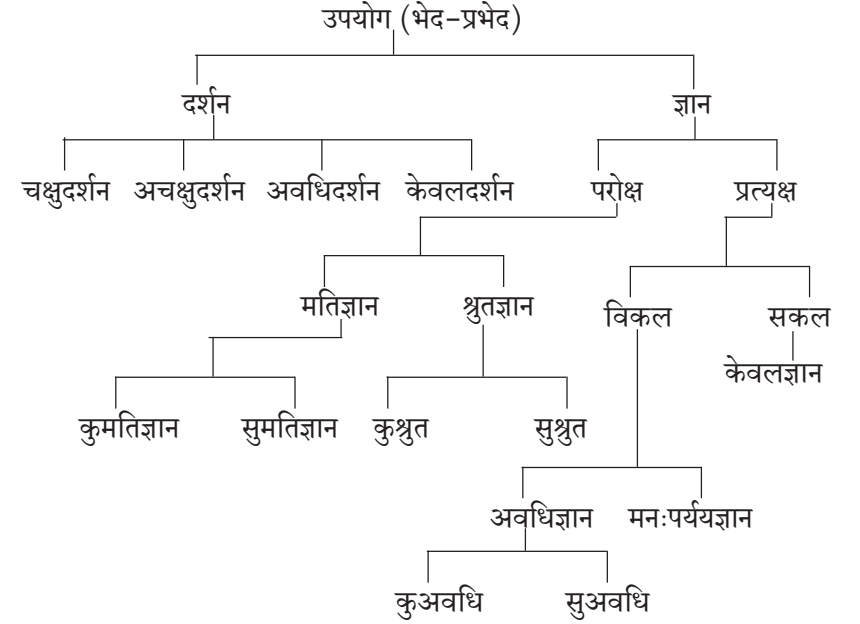 उपयोग (भेद-प्रभेद)
दर्शन ज्ञान
चक्षुदर्शन अचक्षुदर्शन अवधिदर्शन केवलदर्शन परोक्ष प्रत्यक्ष
मतिज्ञान श्रुतज्ञान विकल सकल
केवलज्ञान
कुमतिज्ञान सुमतिज्ञान कुश्रुत सुश्रुत
अवधिज्ञान मनःपर्ययज्ञान
कुअवधि सुअवधि